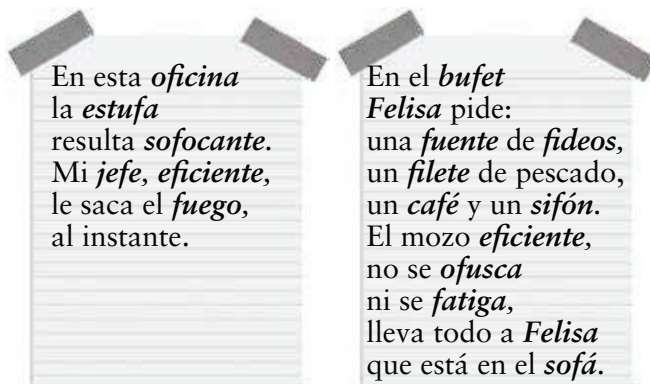 En esta oficina
la estufa
resulta sofocante.
Mi jefe, eficiente,
le saca el fuego,
al instante.
En el bufet
Felisa pide:
una fuente de fideos,
un filete de pescado,
un café y un sifón.
El mozo eficiente,
no se ofusca
ni se fatiga,
lleva todo a Felisa
que está en el sofá.